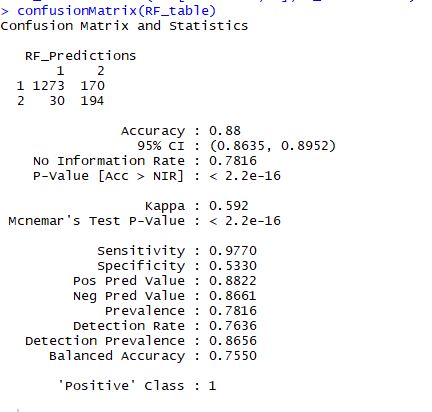 > confusionMatrix(RF_table)
Confusion Matrix and Statistics
RF_Predictions
1 2
1 1273 170
2 30 194
Accuracy : 0.88
95% CI : (0.8635, 0.8952)
No Information Rate : 0.7816
P-Value [Acc > NIR] : < 2.2e-16
Kappa : 0.592
Mcnemar's Test P-Value : < 2.2e-16
Sensitivity : 0.9770
Specificity : 0.5330
Pos Pred Value : 0.8822
Neg Pred Value : 0.8661
Prevalence : 0.7816
Detection Rate : 0.7636
Detection Prevalence : 0.8656
Balanced Accuracy : 0.7550
'Positive' Class : 1